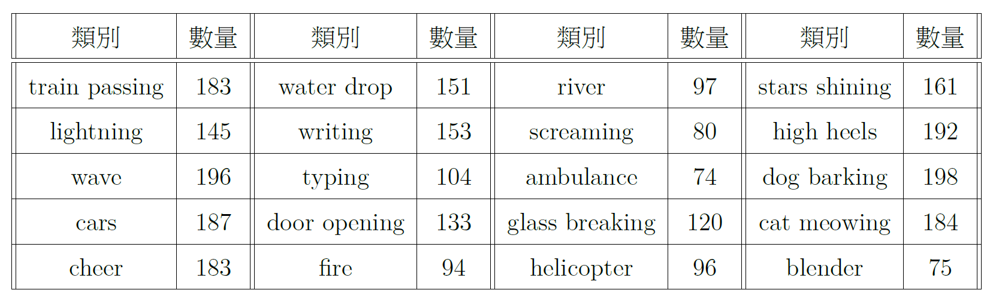 類別 數量 類別 數量 類別 數量 類別 數量
train passing 183 water drop 151 river 97 stars shining 161
lightning 145 writing 153 screaming 80 high heels 192
wave 196 typing 104 ambulance 74 dog barking 198
cars 187 door opening 133 glass breaking 120 cat meowing 184
cheer 183 fire 94 helicopter 96 blender 75